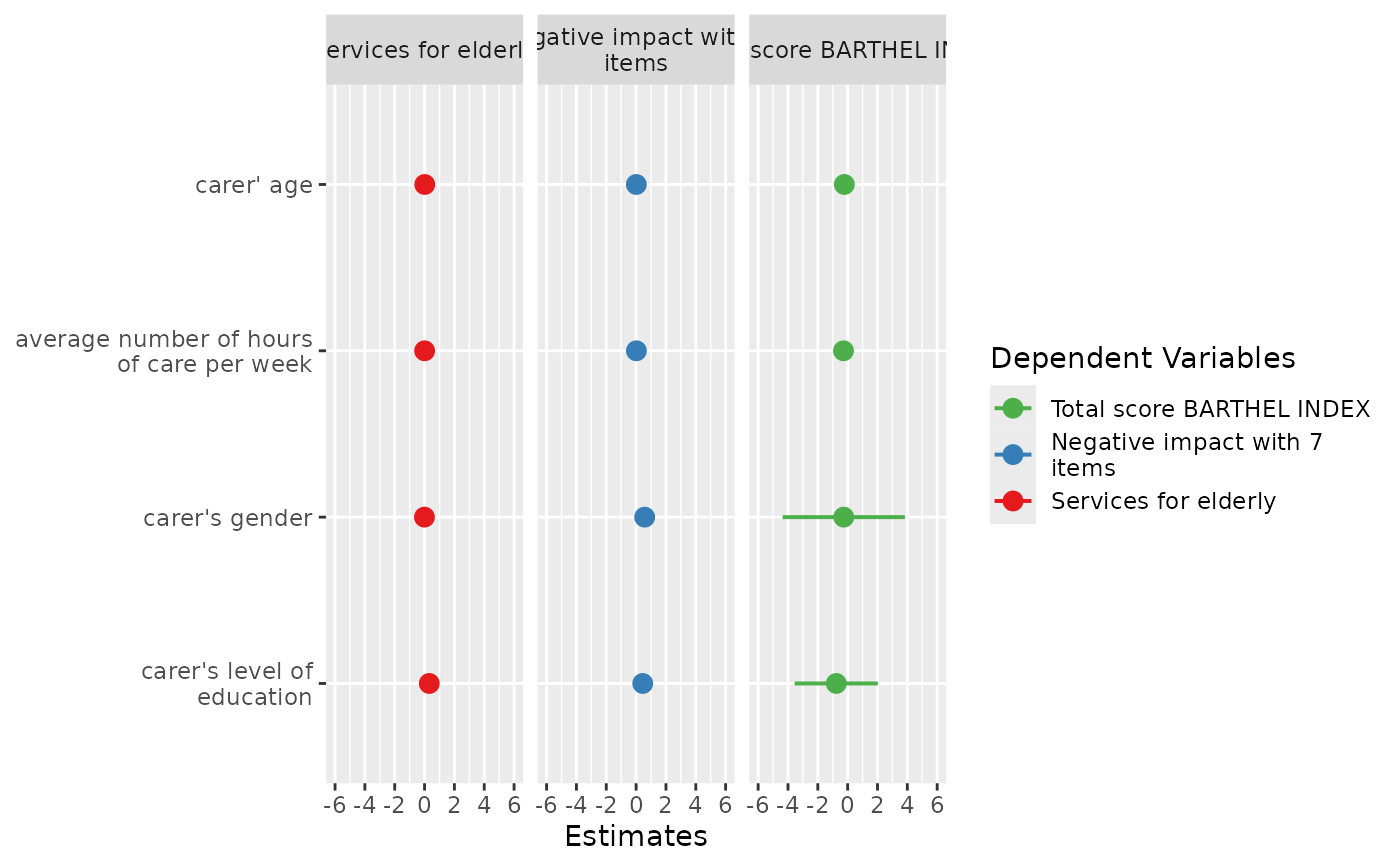 ervices for elderl
gative impact wit
items
score BARTHEL IN
carer' age
average number of hours
of care per week
carer's gender
carer's level of
education
-6 -4 -2 0 2 4 6
-6 -4 -2 0 2 4 6
-6 -4 -2 0 2 4 6
Estimates
Dependent Variables
Total score BARTHEL INDEX
Negative impact with 7
items
Services for elderly